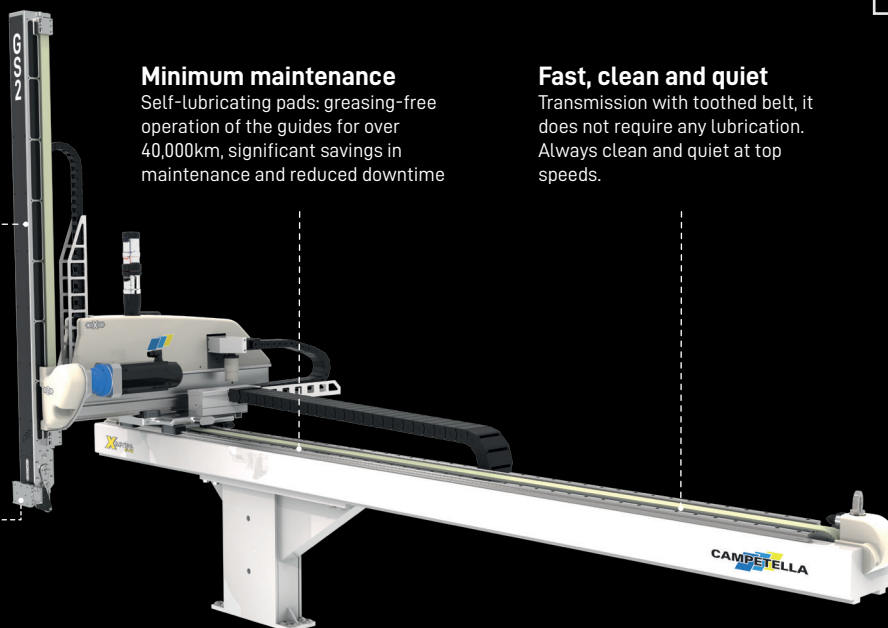 GS2
Minimum maintenance
Self-lubricating pads: greasing-free
operation of the guides for over
40,000km, significant savings in
maintenance and reduced downtime
Fast, clean and quiet
Transmission with toothed belt, it
does not require any lubrication.
Always clean and quiet at top
speeds.
CAMPETELLA